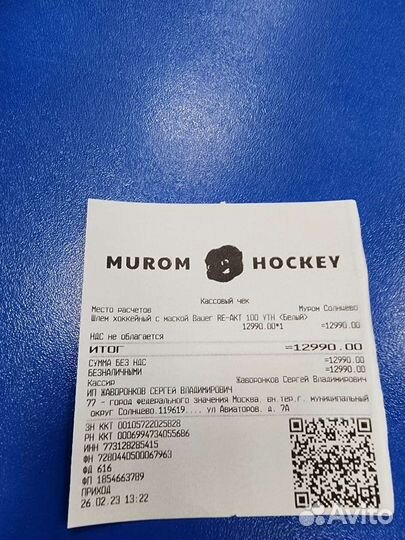 MUROM HOCKEY
Кассовый чек
Место расчетов Муром Солнцево
Шлем хоккейный с маской Bauer RE-AKT 100 YTH <Белый>
12990.00*1 =12990.00
НДС не облагается
ИТОГ =12990.00
СУММА БЕЗ НДС =12990.00
БЕЗНАЛИЧНЫМИ =12990.00
Кассир Жаворонков Сергей Владимирович
ИП ЖАВОРОНКОВ СЕРГЕЙ ВЛАДИМИРОВИЧ
77 - город федерального значения Москва, вн.тер.г. муниципальный
округ Солнцево.119619.... ул Авиаторов. д. 7А
ЗН ККТ 00105722025828
РН ККТ 0006994734055686
ИНН 773128285415
ФН 7280440500067963
ФД 616
ФП 1854663789
ПРИХОД
26.02.23 13:22
Avito